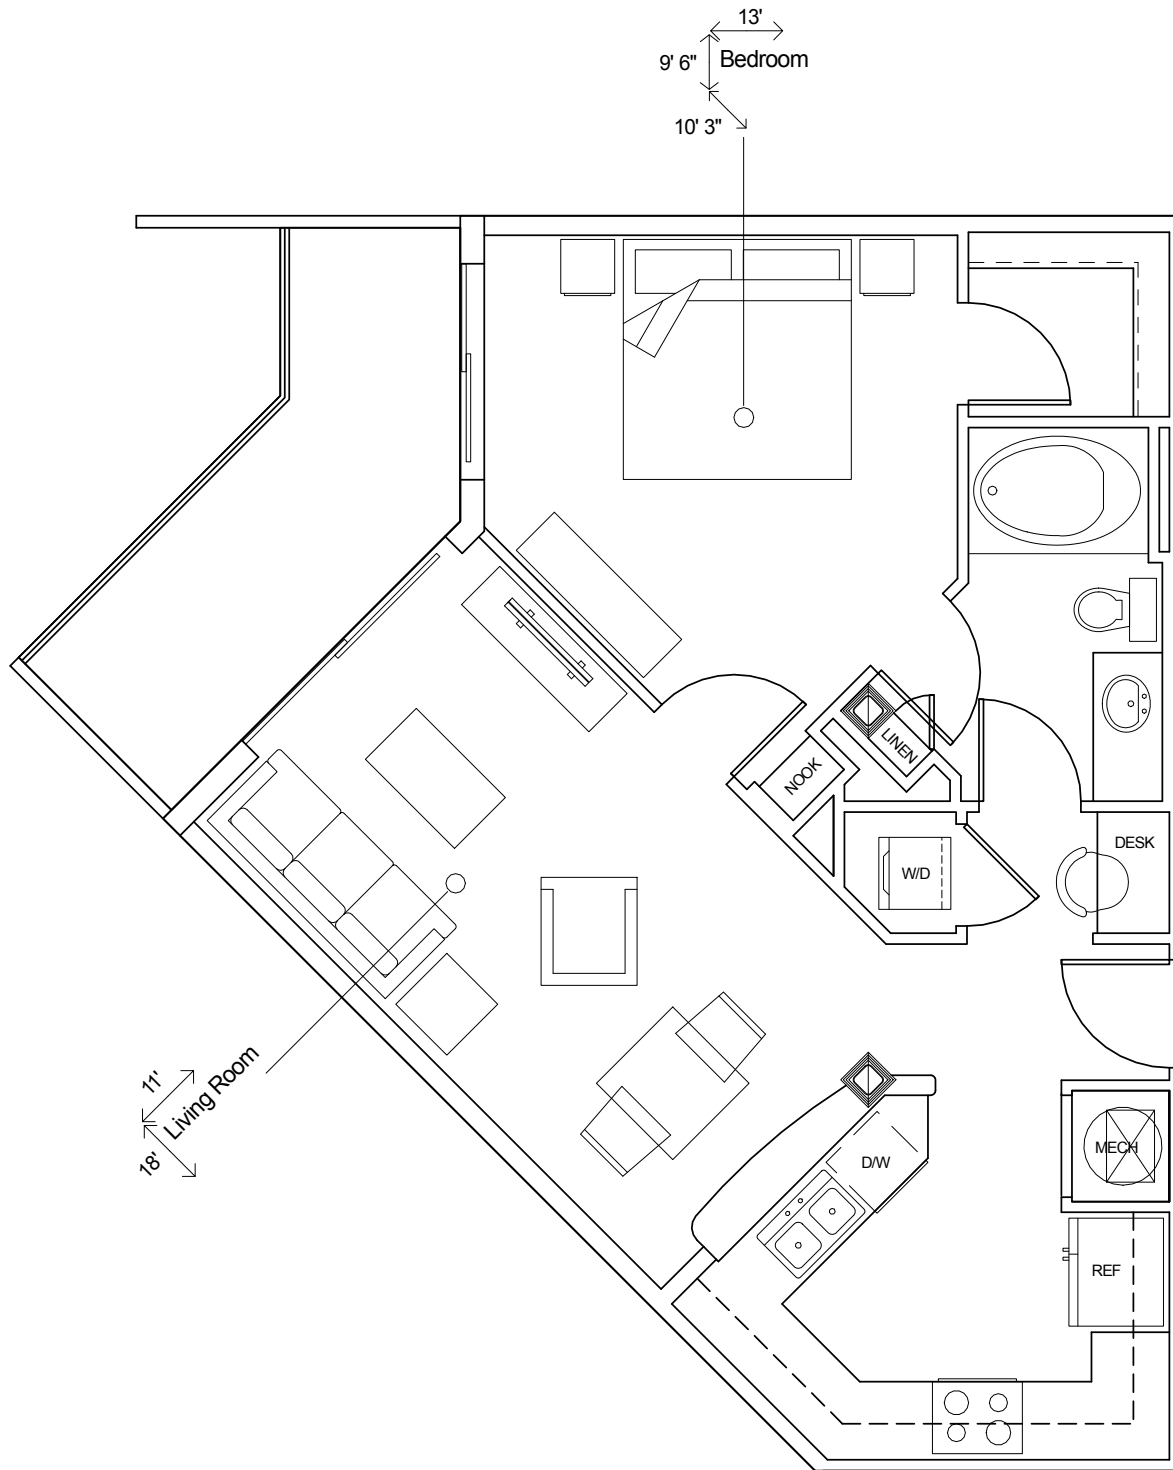 13'
9' 6" Bedroom
10' 3"
LINEN
NOOK
DESK
W/D
11'
Living Room
18'
MECH
D/W
REF